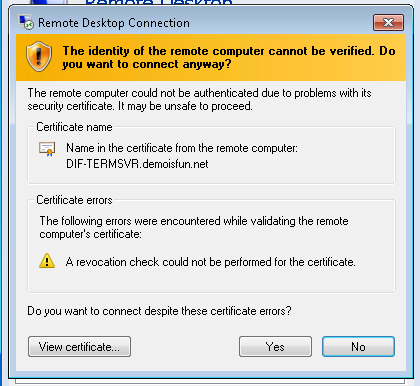 Remote Desktop
Remote Desktop Connection
The identity of the remote computer cannot be verified. Do
you want to connect anyway?
The remote computer could not be authenticated due to problems with its
security certificate. It may be unsafe to proceed.
Certificate name
Name in the certificate from the remote computer:
DIF-TERMSVR.demoisfun.net
Certificate errors
The following errors were encountered while validating the remote
computer's certificate:
A revocation check could not be performed for the certificate.
Do you want to connect despite these certificate errors?
View certificate...
Yes
No